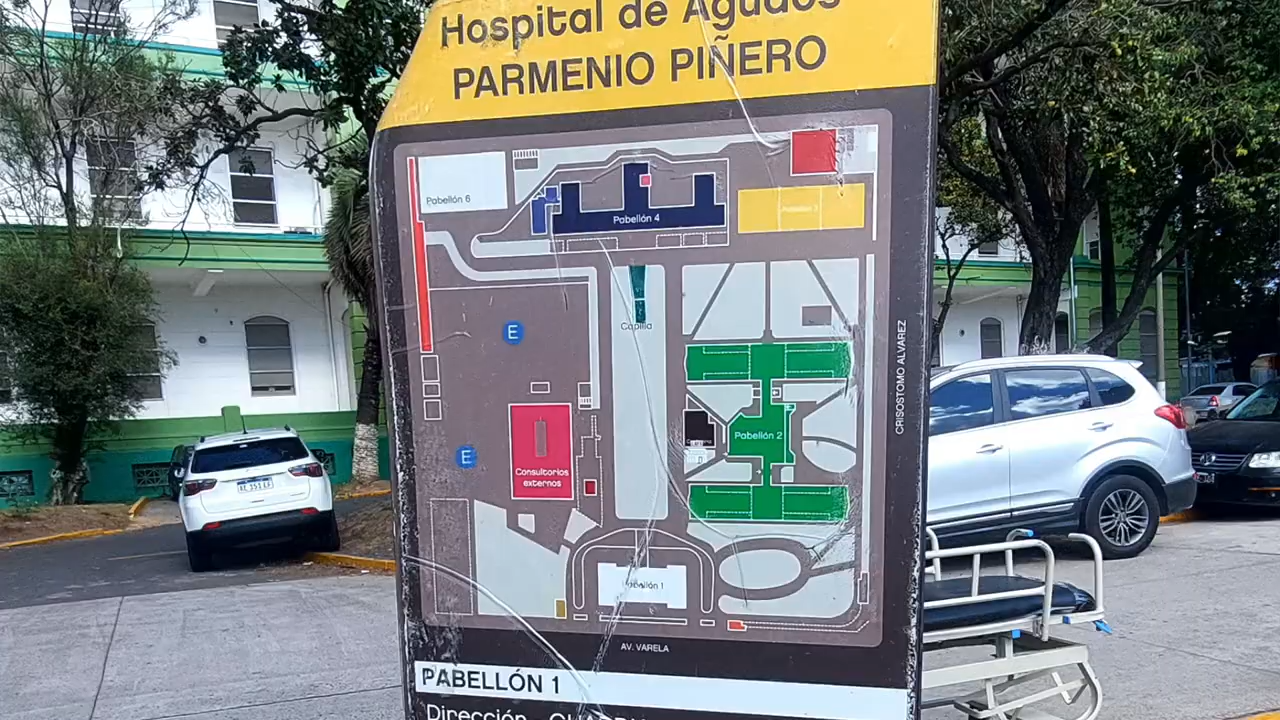 Hospital de Agudos
PARMENIO PIÑERO
Pabellón 6
Pabellón 4
Capilla
E
Pabellón 2
E
Consultorios
externos
Pabellón 1
CRISOSTOMO ALVAREZ
AV. VARELA
PABELLÓN 1
Dirección